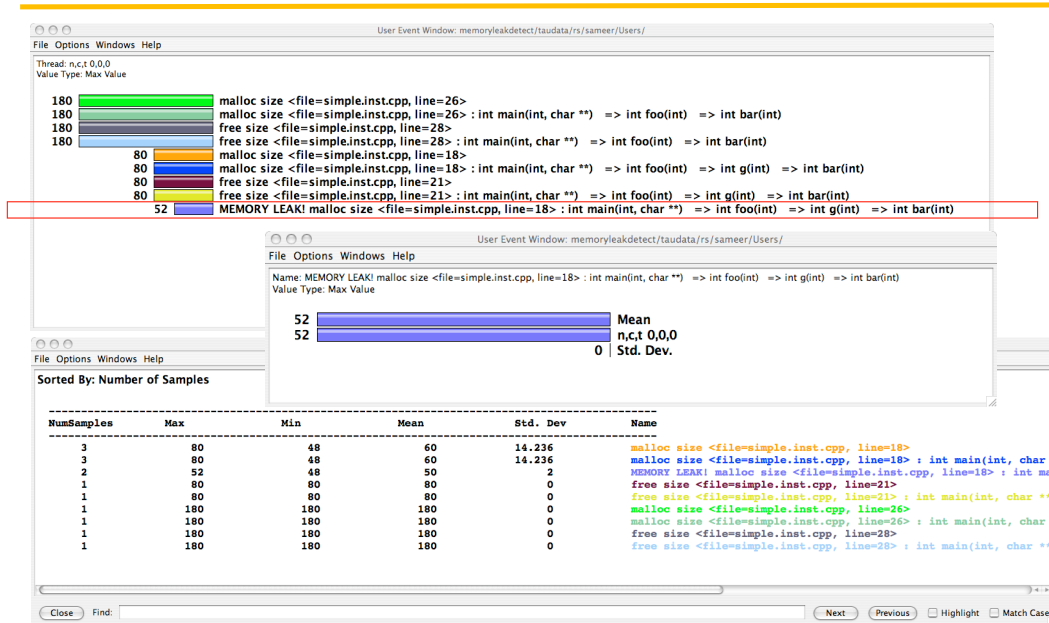 User Event Window: memoryleakdetect/taudata/rs/sameer/Users/
File Options Windows Help
Thread: n,c,t 0,0,0
Value Type: Max Value
180 malloc size <file=simple.inst.cpp, line=26>
180 malloc size <file=simple.inst.cpp, line=26> : int main(int, char **) => int foo(int) => int bar(int)
180 free size <file=simple.inst.cpp, line=28>
180 free size <file=simple.inst.cpp, line=28> : int main(int, char **) => int foo(int) => int bar(int)
80 malloc size <file=simple.inst.cpp, line=18>
80 malloc size <file=simple.inst.cpp, line=18> : int main(int, char **) => int foo(int) => int g(int) => int bar(int)
80 free size <file=simple.inst.cpp, line=21>
80 free size <file=simple.inst.cpp, line=21> : int main(int, char **) => int foo(int) => int g(int) => int bar(int)
52 MEMORY LEAK! malloc size <file=simple.inst.cpp, line=18> : int main(int, char **) => int foo(int) => int g(int) => int bar(int)
User Event Window: memoryleakdetect/taudata/rs/sameer/Users/
File Options Windows Help
Name: MEMORY LEAK! malloc size <file=simple.inst.cpp, line=18> : int main(int, char **) => int foo(int) => int g(int) => int bar(int)
Value Type: Max Value
52 Mean
52 n,c,t 0,0,0
0 Std. Dev.
File Options Windows Help
Sorted By: Number of Samples
NumSamples Max Min Mean Std. Dev Name
3 80 48 60 14.236 malloc size <file=simple.inst.cpp, line=18>
3 80 48 60 14.236 malloc size <file=simple.inst.cpp, line=18> : int main(int, char
2 52 48 50 2 MEMORY LEAK! malloc size <file=simple.inst.cpp, line=18> : int ma
1 80 80 80 0 free size <file=simple.inst.cpp, line=21>
1 80 80 80 0 free size <file=simple.inst.cpp, line=21> : int main(int, char **
1 180 180 180 0 malloc size <file=simple.inst.cpp, line=26>
1 180 180 180 0 malloc size <file=simple.inst.cpp, line=26> : int main(int, char
1 180 180 180 0 free size <file=simple.inst.cpp, line=28>
1 180 180 180 0 free size <file=simple.inst.cpp, line=28> : int main(int, char **
Close Find: Next Previous Highlight Match Case